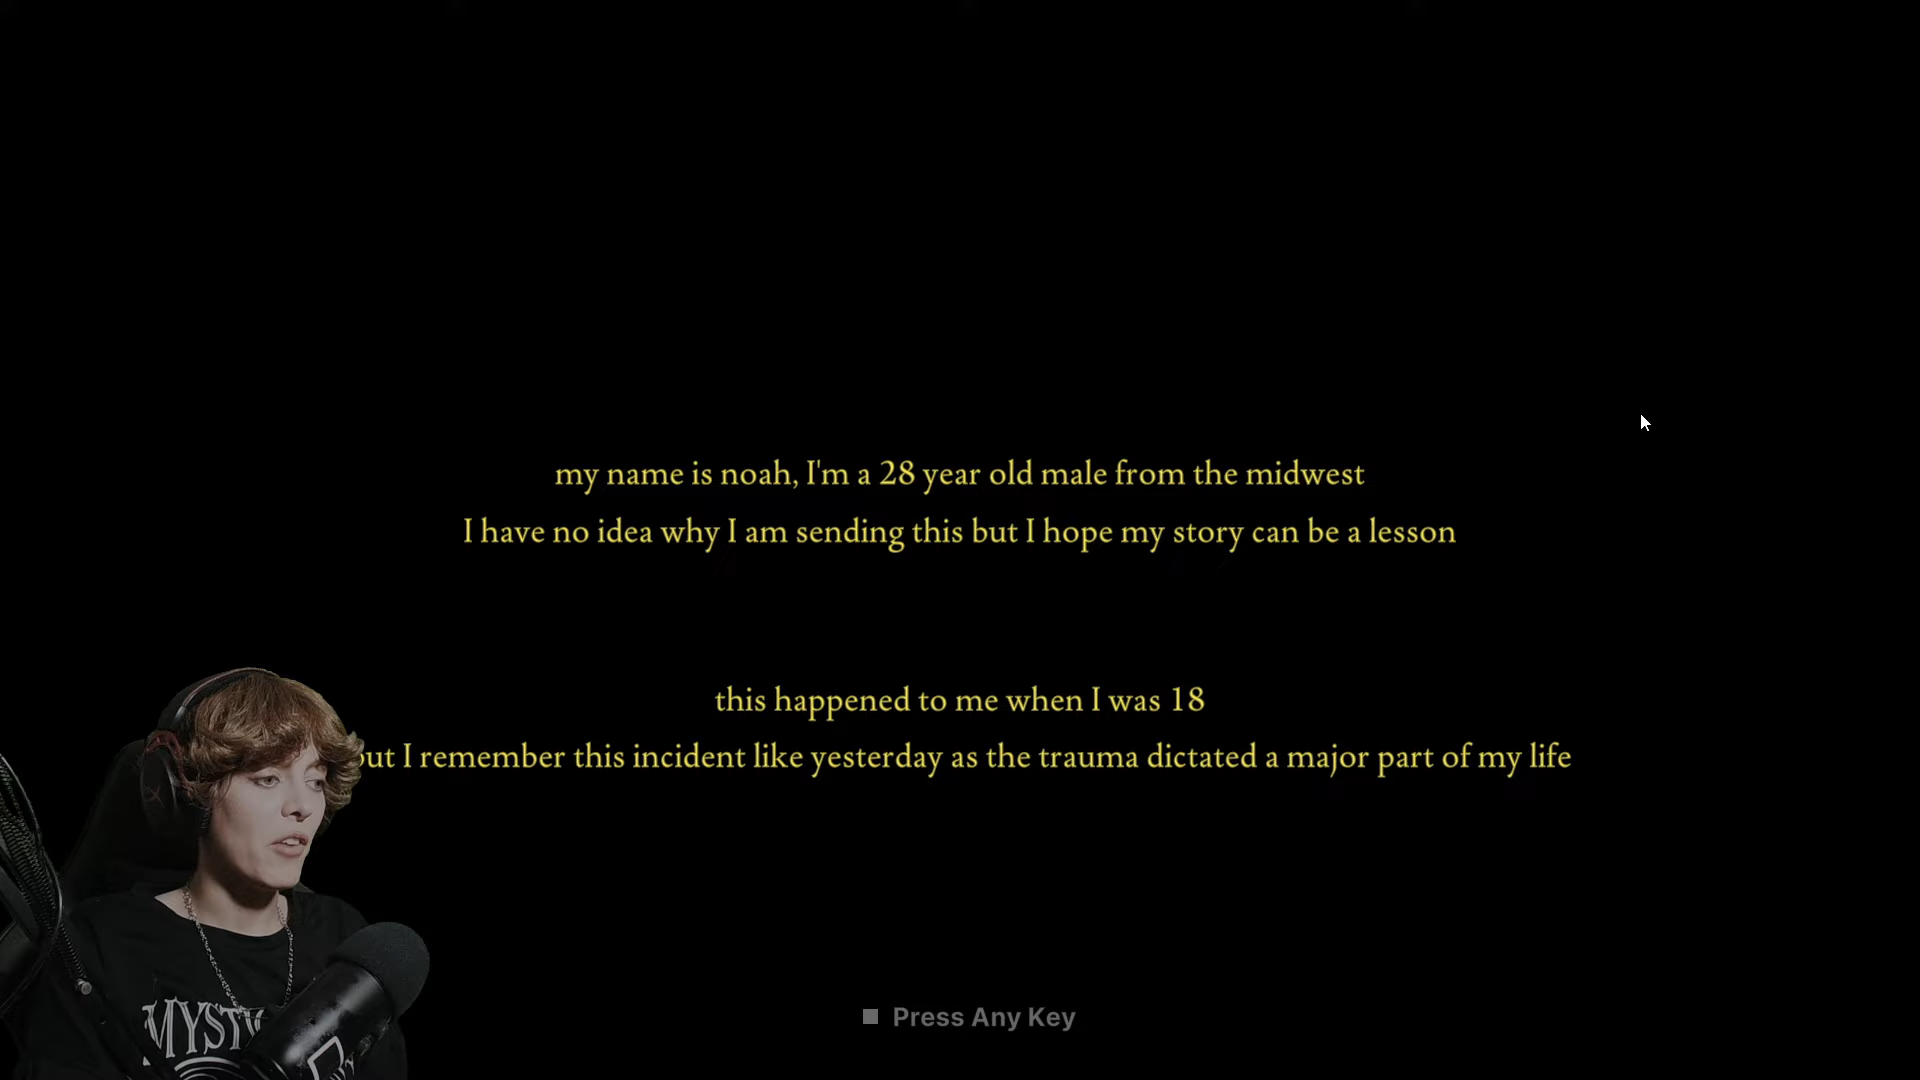 my name is noah, I'm a 28 year old male from the midwest
I have no idea why I am sending this but I hope my story can be a lesson
this happened to me when I was 18
but I remember this incident like yesterday as the trauma dictated a major part of my life
Press Any Key